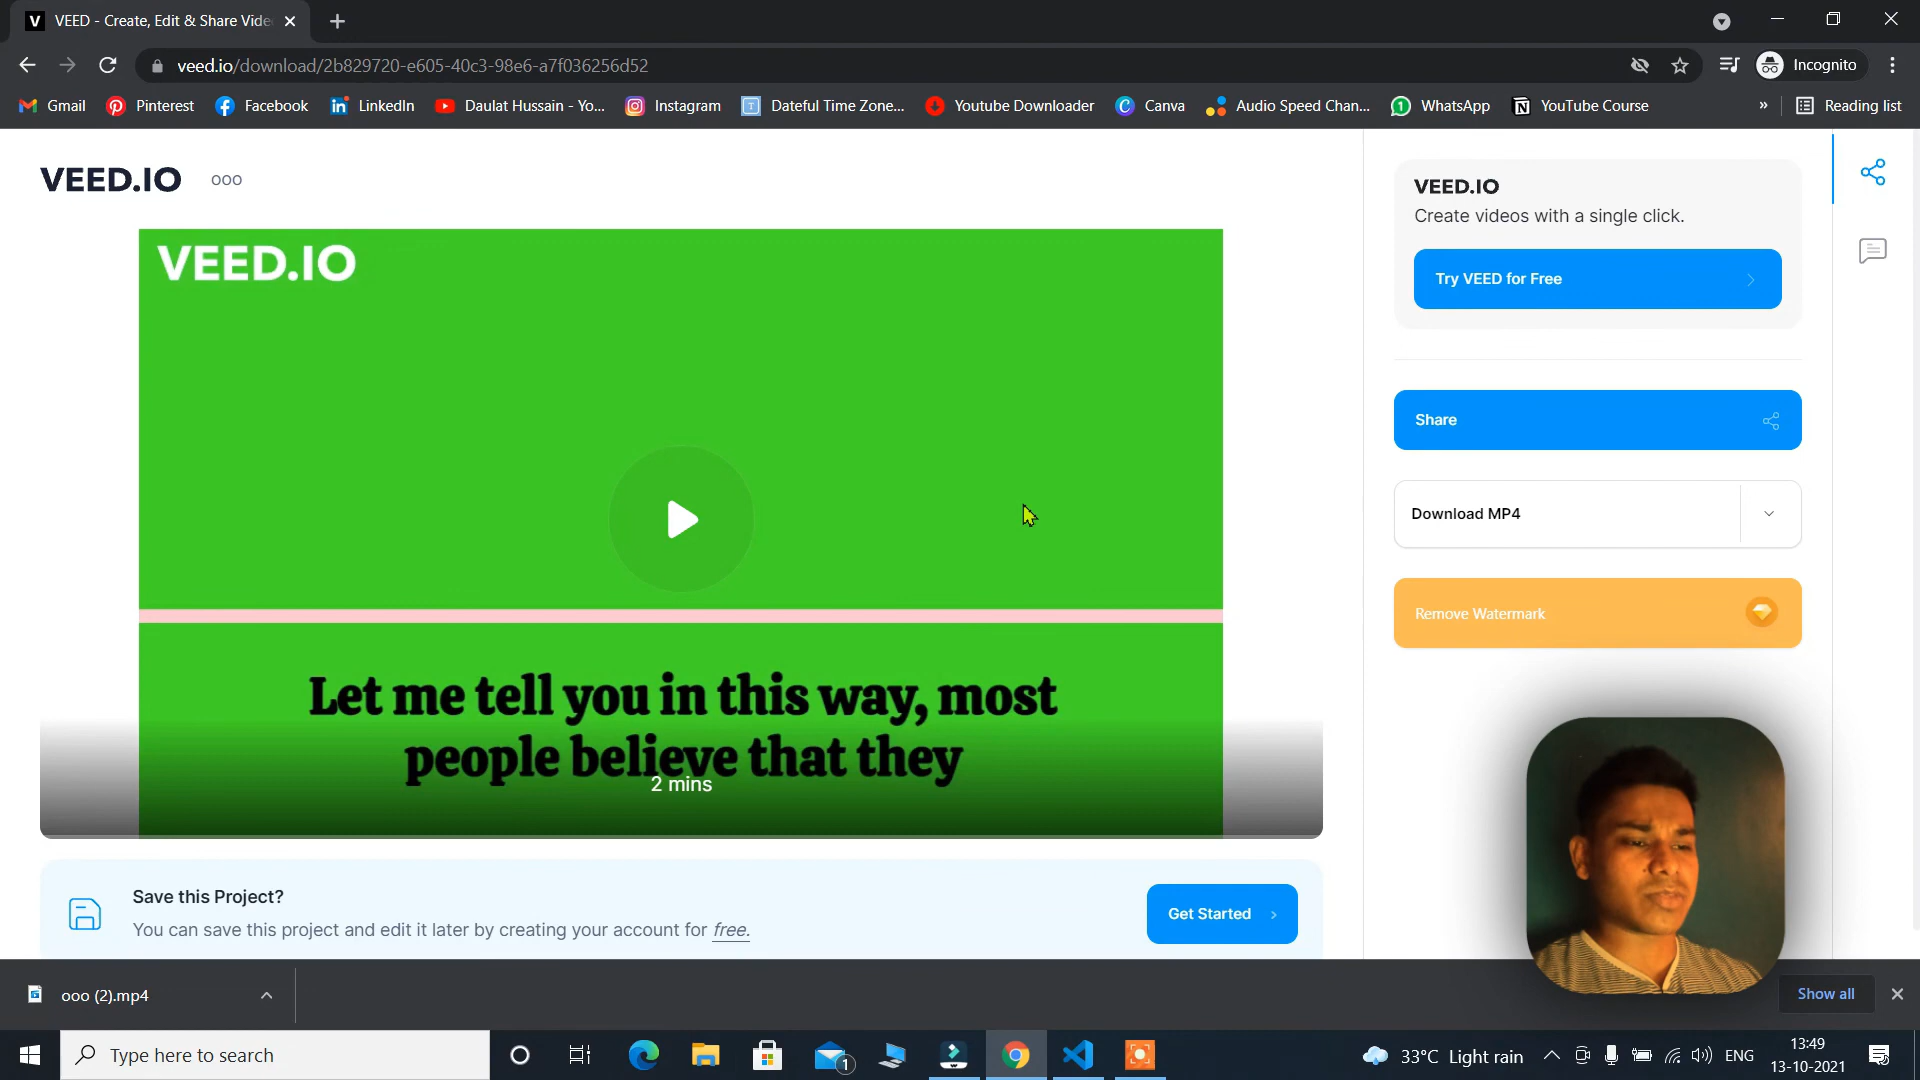 VEED - Create, Edit & Share Vide
veed.io/download/2b829720-e605-40c3-98e6-a7f036256d52
Incognito
Gmail
Pinterest
Facebook
LinkedIn
Daulat Hussain - Yo...
Instagram
Dateful Time Zone...
Youtube Downloader
Canva
Audio Speed Chan...
WhatsApp
YouTube Course
»
Reading list
VEED.IO
ooo
VEED.IO
Let me tell you in this way, most
people believe that they
2 mins
VEED.IO
Create videos with a single click.
Try VEED for Free
Share
Download MP4
Remove Watermark
Save this Project?
You can save this project and edit it later by creating your account for free.
Get Started
ooo (2).mp4
Show all
Type here to search
1
33°C Light rain
ENG
13:49
13-10-2021